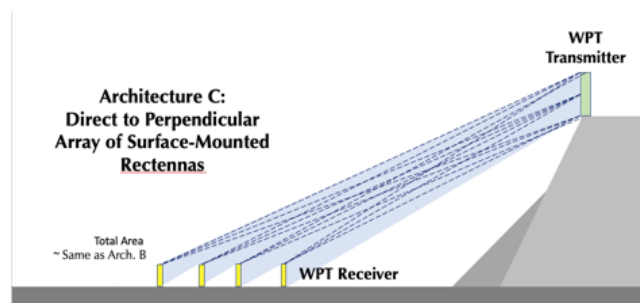 WPT
Transmitter
Architecture C:
Direct to Perpendicular
Array of Surface-Mounted
Rectennas
Total Area
~ Same as Arch. B
WPT Receiver